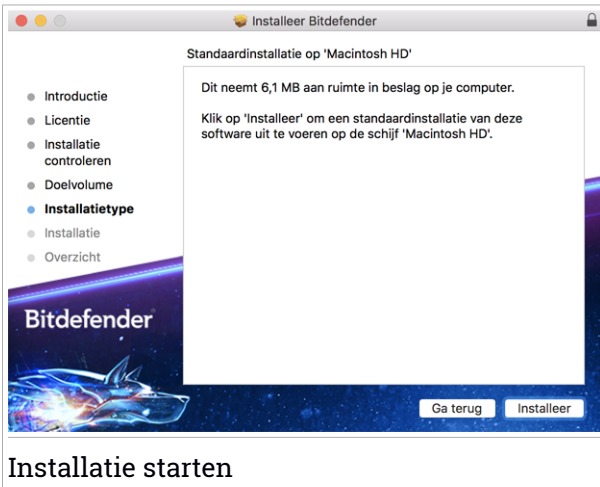 Installeer Bitdefender
Standaardinstallatie op 'Macintosh HD'
Introductie
Licentie
Installatie
controleren
Doelvolume
Installatietype
Installatie
Overzicht
Dit neemt 6,1 MB aan ruimte in beslag op je computer.
Klik op 'Installeer' om een standaardinstallatie van deze
software uit te voeren op de schijf 'Macintosh HD'.
Bitdefender
Ga terug
Installeer
Installatie starten